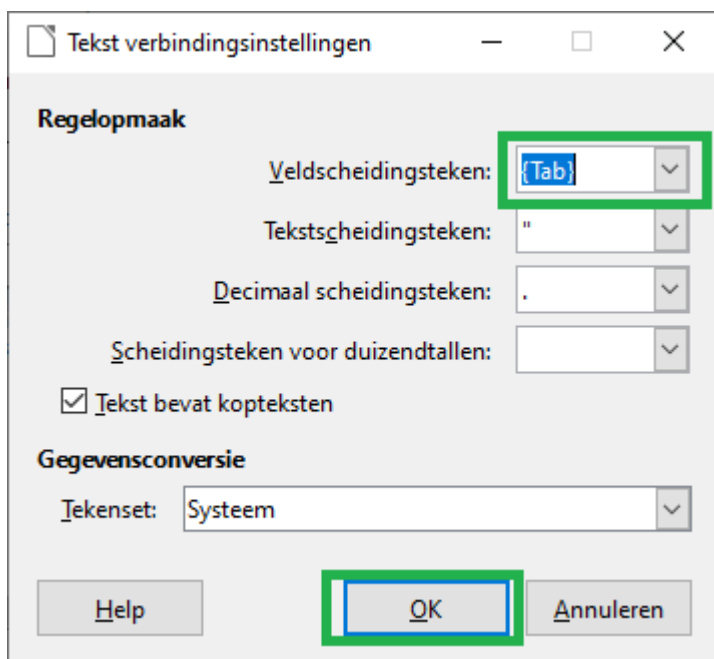 Tekst verbindingsinstellingen
Regelopmaak
Veldscheidingsteken: {Tab}
Tekstscheidingsteken: "
Decimaal scheidingsteken: .
Scheidingsteken voor duizendtallen:
Tekst bevat kopteksten
Gegevensconversie
Tekenset: Systeem
Help OK Annuleren